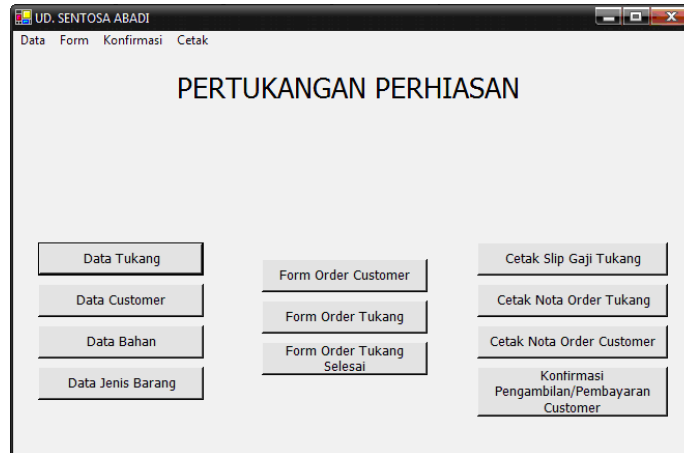 UD. SENTOSA ABADI
Data Form Konfirmasi Cetak
PERTUKANGAN PERHIASAN
Data Tukang
Data Customer
Data Bahan
Data Jenis Barang
Form Order Customer
Form Order Tukang
Form Order Tukang
Selesai
Cetak Slip Gaji Tukang
Cetak Nota Order Tukang
Cetak Nota Order Customer
Konfirmasi
Pengambilan/Pembayaran
Customer